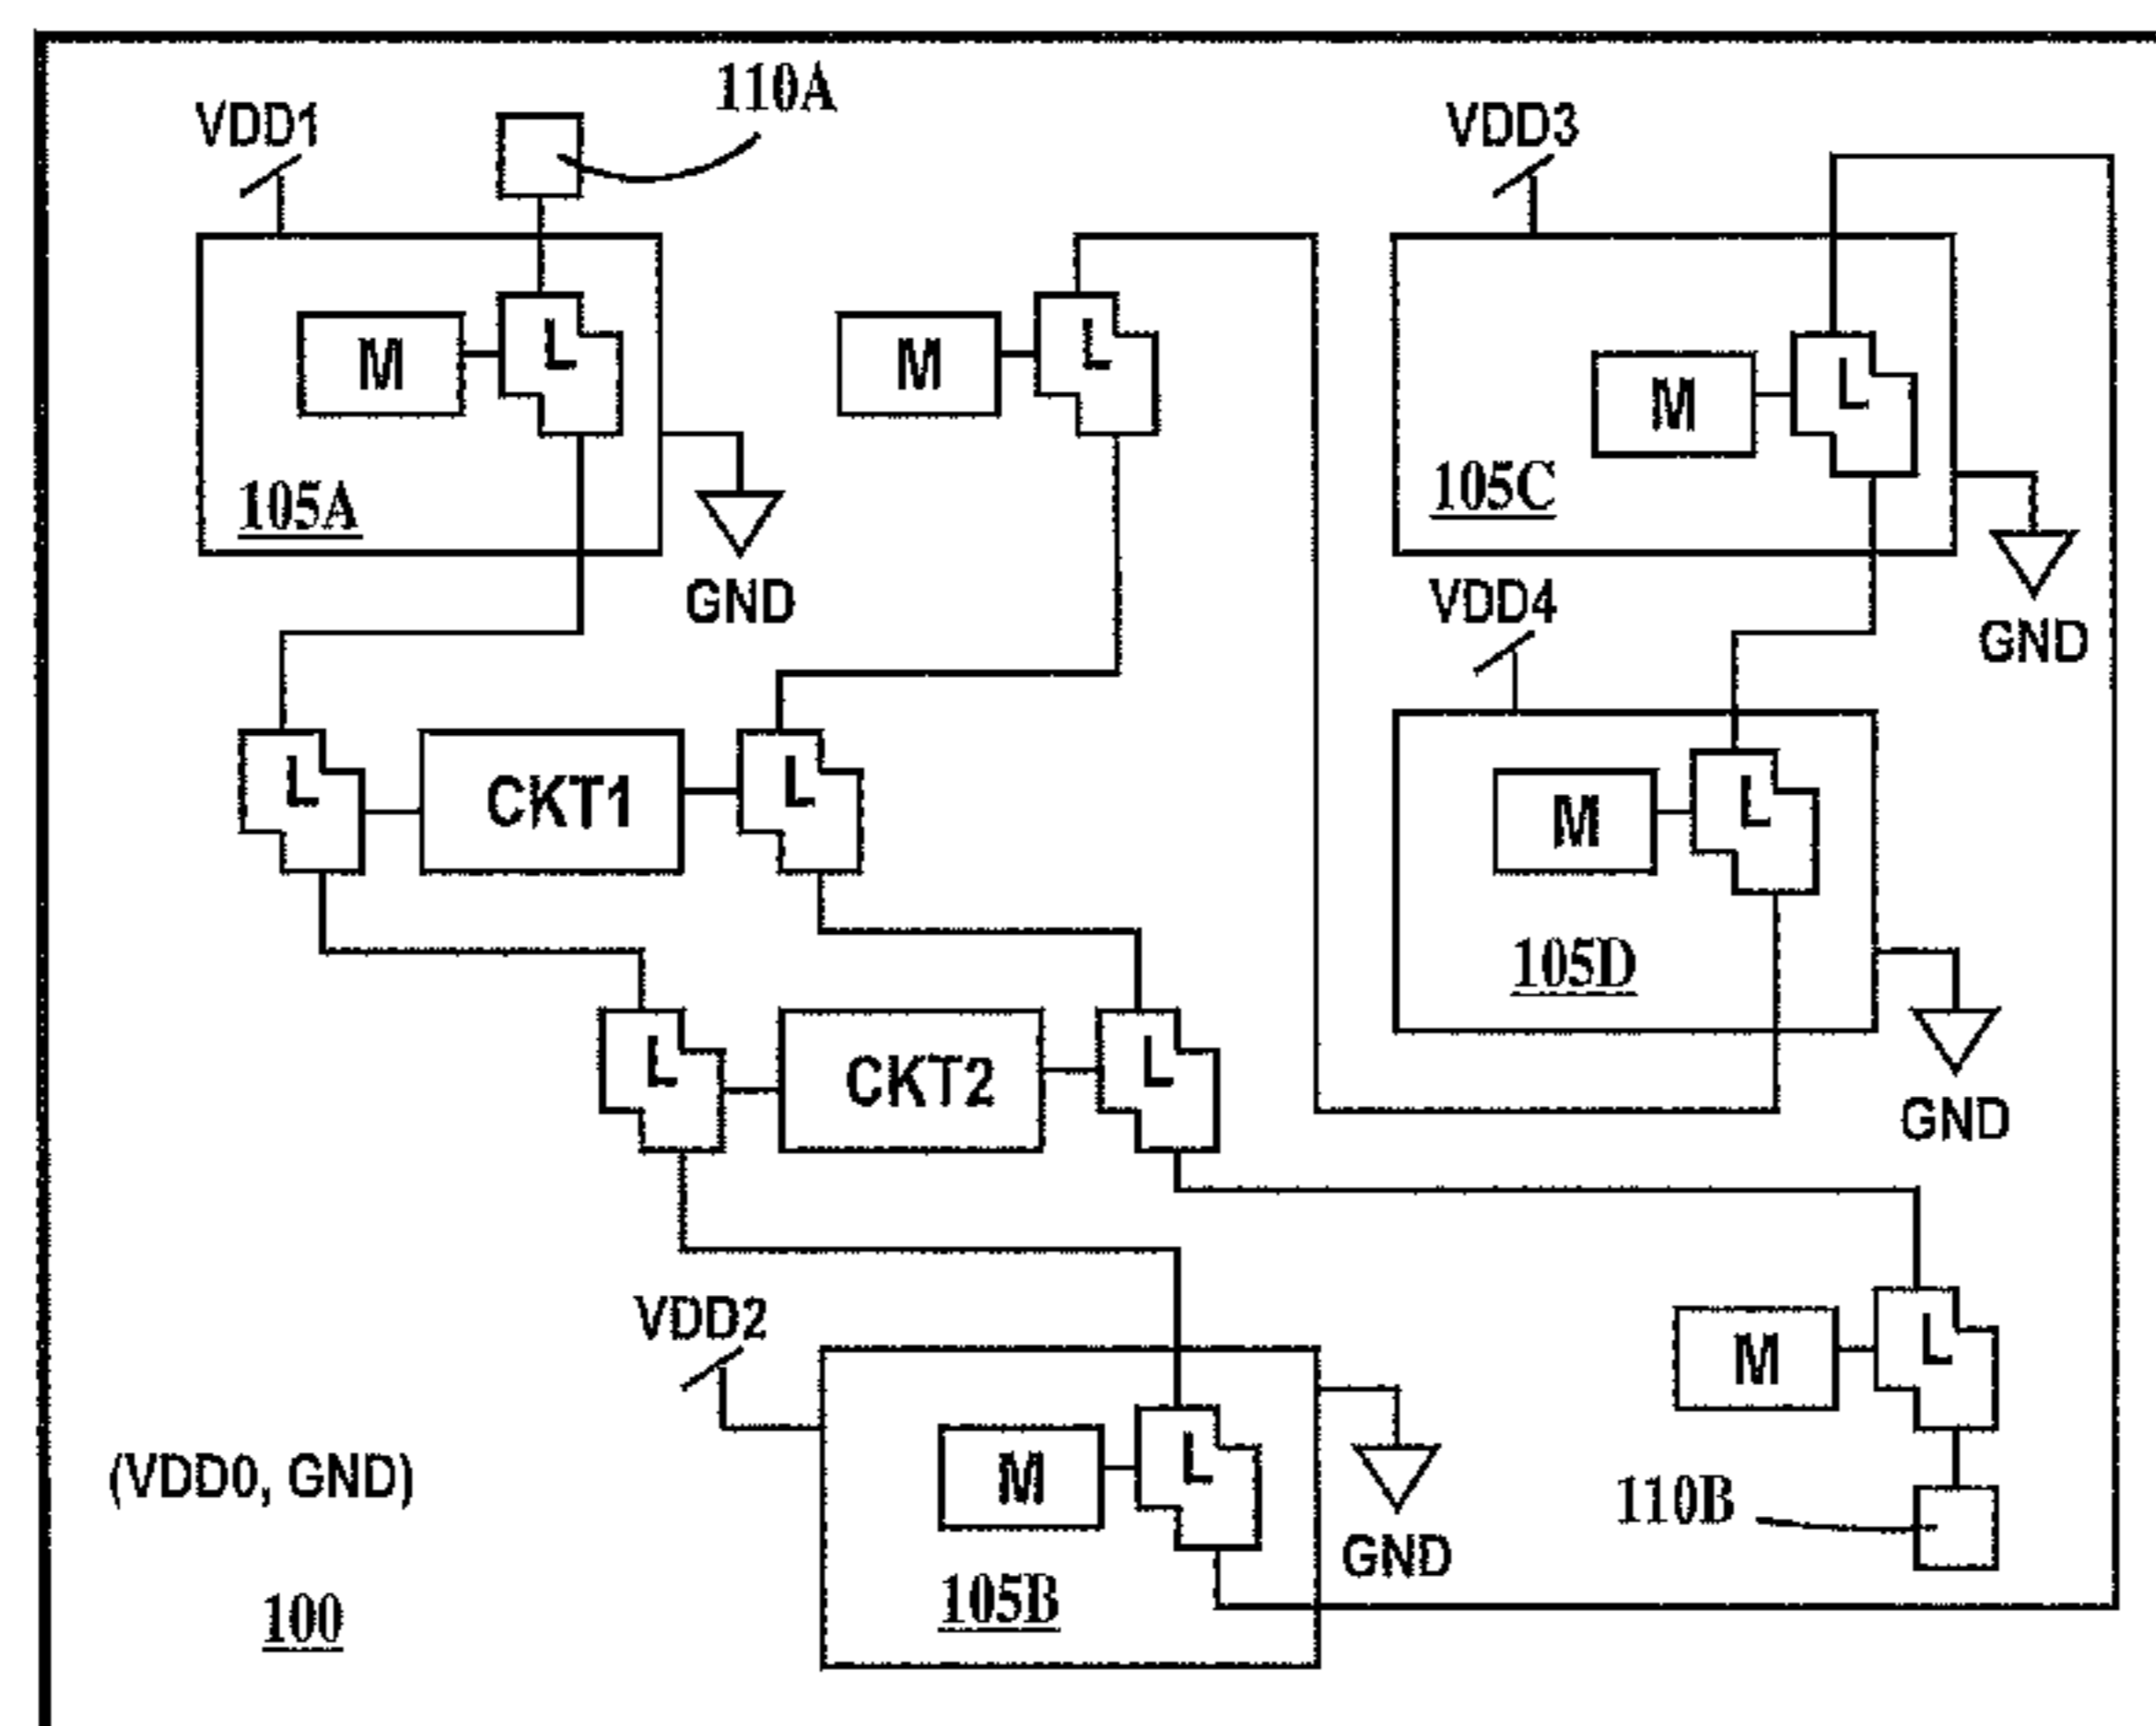 110A
VDD1
VDD3
M
L
M
L
M
L
105A
105C
GND
VDD4
GND
L
CKT1
L
M
L
105D
L
CKT2
L
GND
VDD2
M
L
(VDD0, GND)
M
L
110B
GND
105B
100